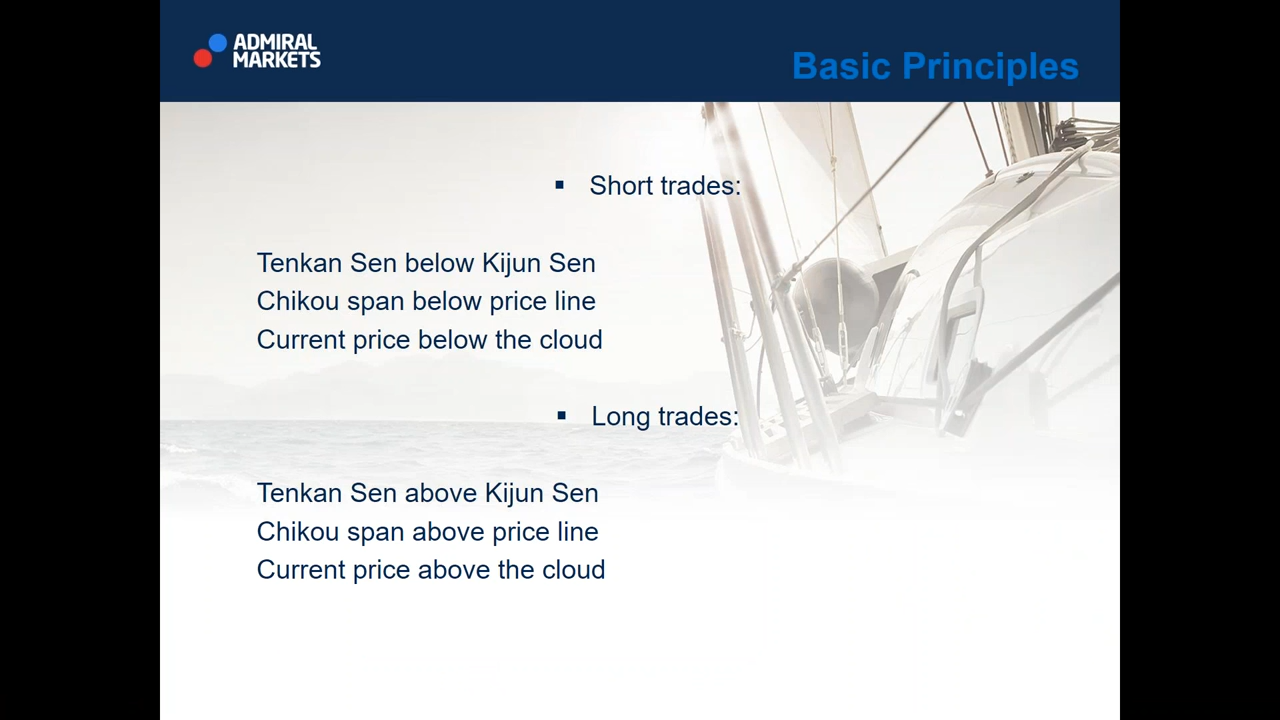 ADMIRAL
MARKETS
Basic Principles
▪ Short trades:
Tenkan Sen below Kijun Sen
Chikou span below price line
Current price below the cloud
▪ Long trades:
Tenkan Sen above Kijun Sen
Chikou span above price line
Current price above the cloud